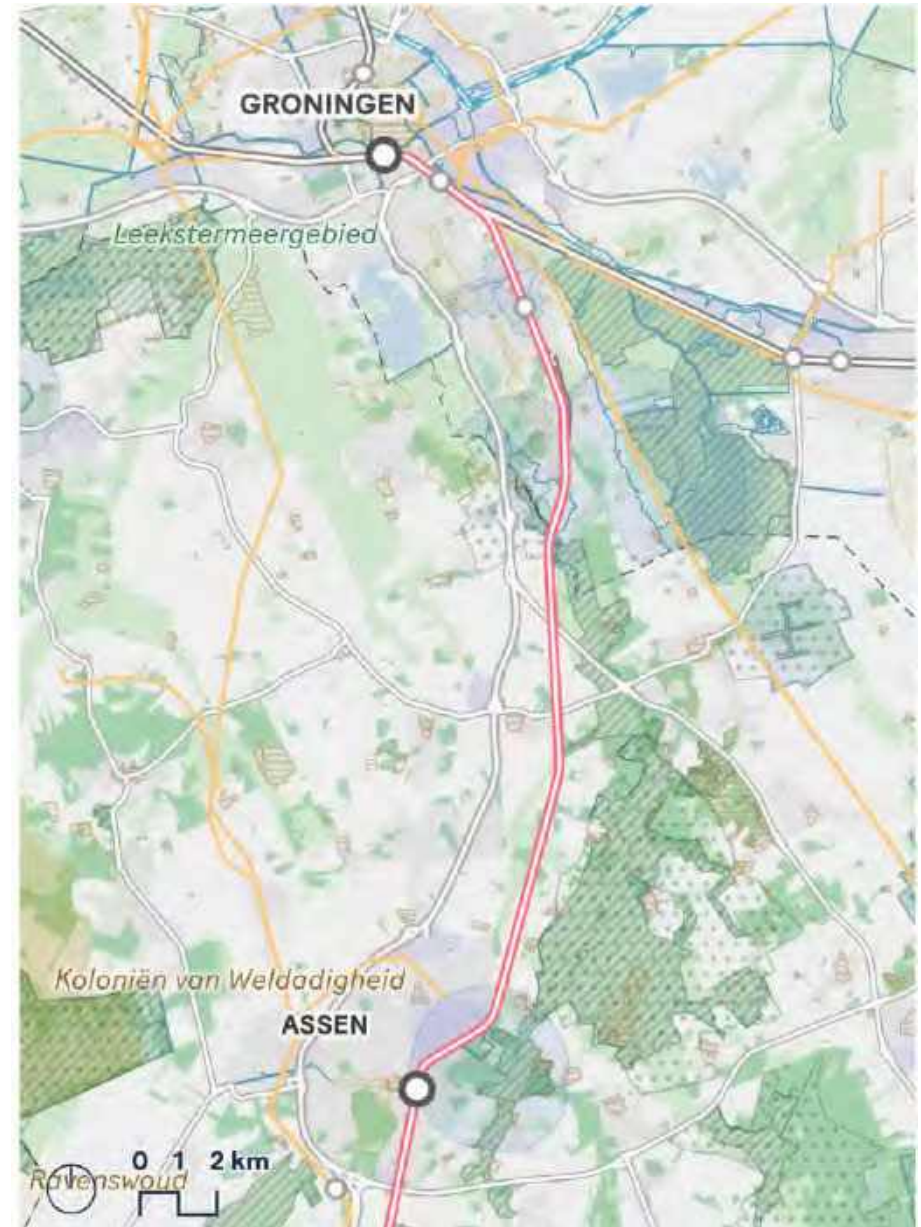 GRONINGEN
Leekstermeergebied
Koloniën van Weldadigheid
ASSEN
0 1 2 km
Ravenswoud